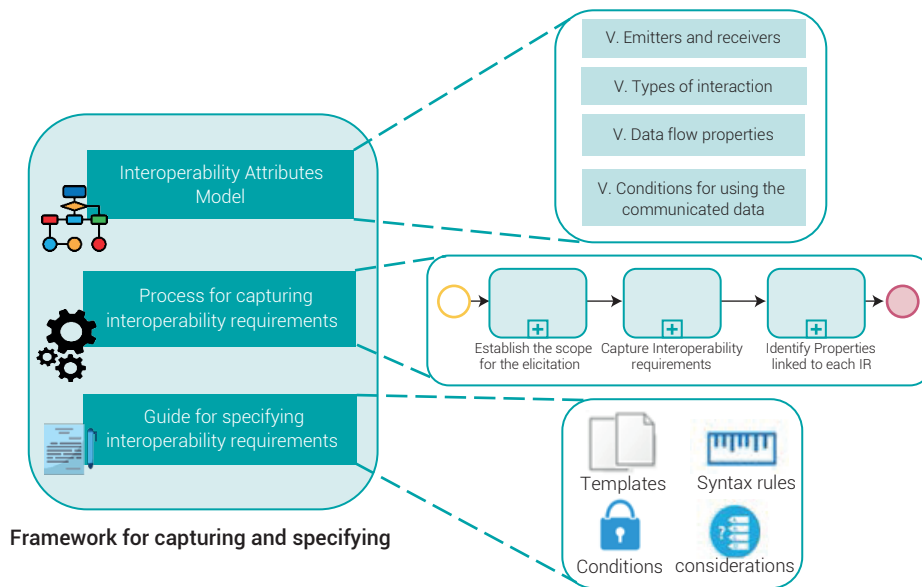 V. Emitters and receivers
V. Types of interaction
V. Data flow properties
V. Conditions for using the
communicated data
Interoperability Attributes
Model
Process for capturing
interoperability requirements
Establish the scope
for the elicitation
Capture Interoperability
requirements
Identify Properties
linked to each IR
Guide for specifying
interoperability requirements
Templates
Syntax rules
Conditions
considerations
Framework for capturing and specifying